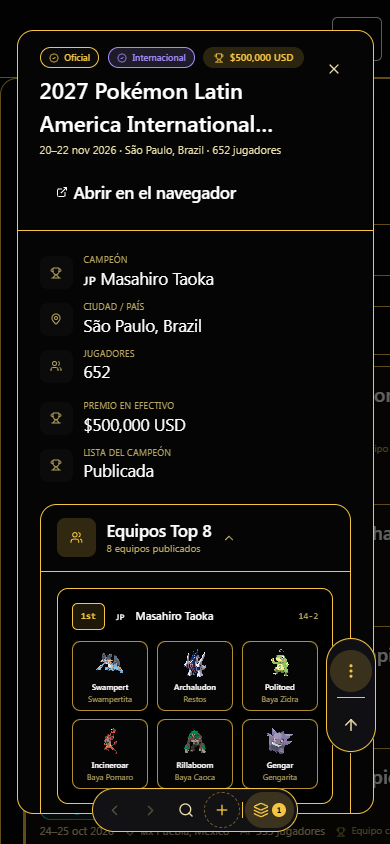 Oficial
Internacional
$500,000 USD
2027 Pokémon Latin
America International...
20–22 nov 2026 · São Paulo, Brazil · 652 jugadores
Abrir en el navegador
CAMPEÓN
JP Masahiro Taoka
CIUDAD / PAÍS
São Paulo, Brazil
JUGADORES
652
PREMIO EN EFECTIVO
$500,000 USD
LISTA DEL CAMPEÓN
Publicada
Equipos Top 8
8 equipos publicados
1st JP Masahiro Taoka 14-2
Swampert
Swampertita
Archaludon
Restos
Politoed
Baya Zidra
Incineroar
Baya Pomaro
Rillaboom
Baya Caoca
Gengar
Gengarita
1
24–25 oct 2026
jugadores
Equipo c